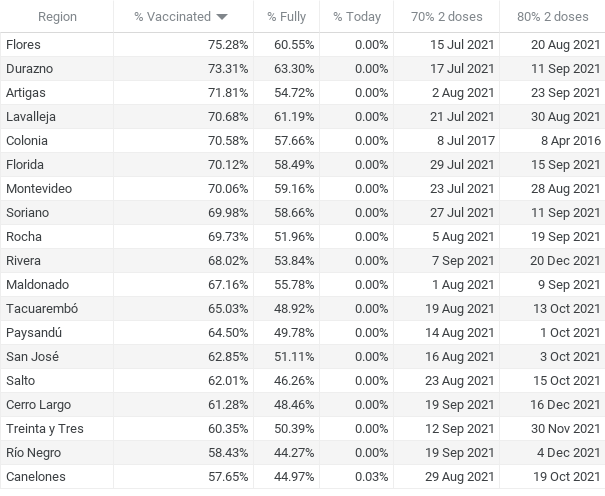 Region % Vaccinated % Fully % Today 70% 2 doses 80% 2 doses
Flores 75.28% 60.55% 0.00% 15 Jul 2021 20 Aug 2021
Durazno 73.31% 63.30% 0.00% 17 Jul 2021 11 Sep 2021
Artigas 71.81% 54.72% 0.00% 2 Aug 2021 23 Sep 2021
Lavalleja 70.68% 61.19% 0.00% 21 Jul 2021 30 Aug 2021
Colonia 70.58% 57.66% 0.00% 8 Jul 2017 8 Apr 2016
Florida 70.12% 58.49% 0.00% 29 Jul 2021 15 Sep 2021
Montevideo 70.06% 59.16% 0.00% 23 Jul 2021 28 Aug 2021
Soriano 69.98% 58.66% 0.00% 27 Jul 2021 11 Sep 2021
Rocha 69.73% 51.96% 0.00% 5 Aug 2021 19 Sep 2021
Rivera 68.02% 53.84% 0.00% 7 Sep 2021 20 Dec 2021
Maldonado 67.16% 55.78% 0.00% 1 Aug 2021 9 Sep 2021
Tacuarembó 65.03% 48.92% 0.00% 19 Aug 2021 13 Oct 2021
Paysandú 64.50% 49.78% 0.00% 14 Aug 2021 1 Oct 2021
San José 62.85% 51.11% 0.00% 16 Aug 2021 3 Oct 2021
Salto 62.01% 46.26% 0.00% 23 Aug 2021 15 Oct 2021
Cerro Largo 61.28% 48.46% 0.00% 19 Sep 2021 16 Dec 2021
Treinta y Tres 60.35% 50.39% 0.00% 12 Sep 2021 30 Nov 2021
Río Negro 58.43% 44.27% 0.00% 19 Sep 2021 4 Dec 2021
Canelones 57.65% 44.97% 0.03% 29 Aug 2021 19 Oct 2021